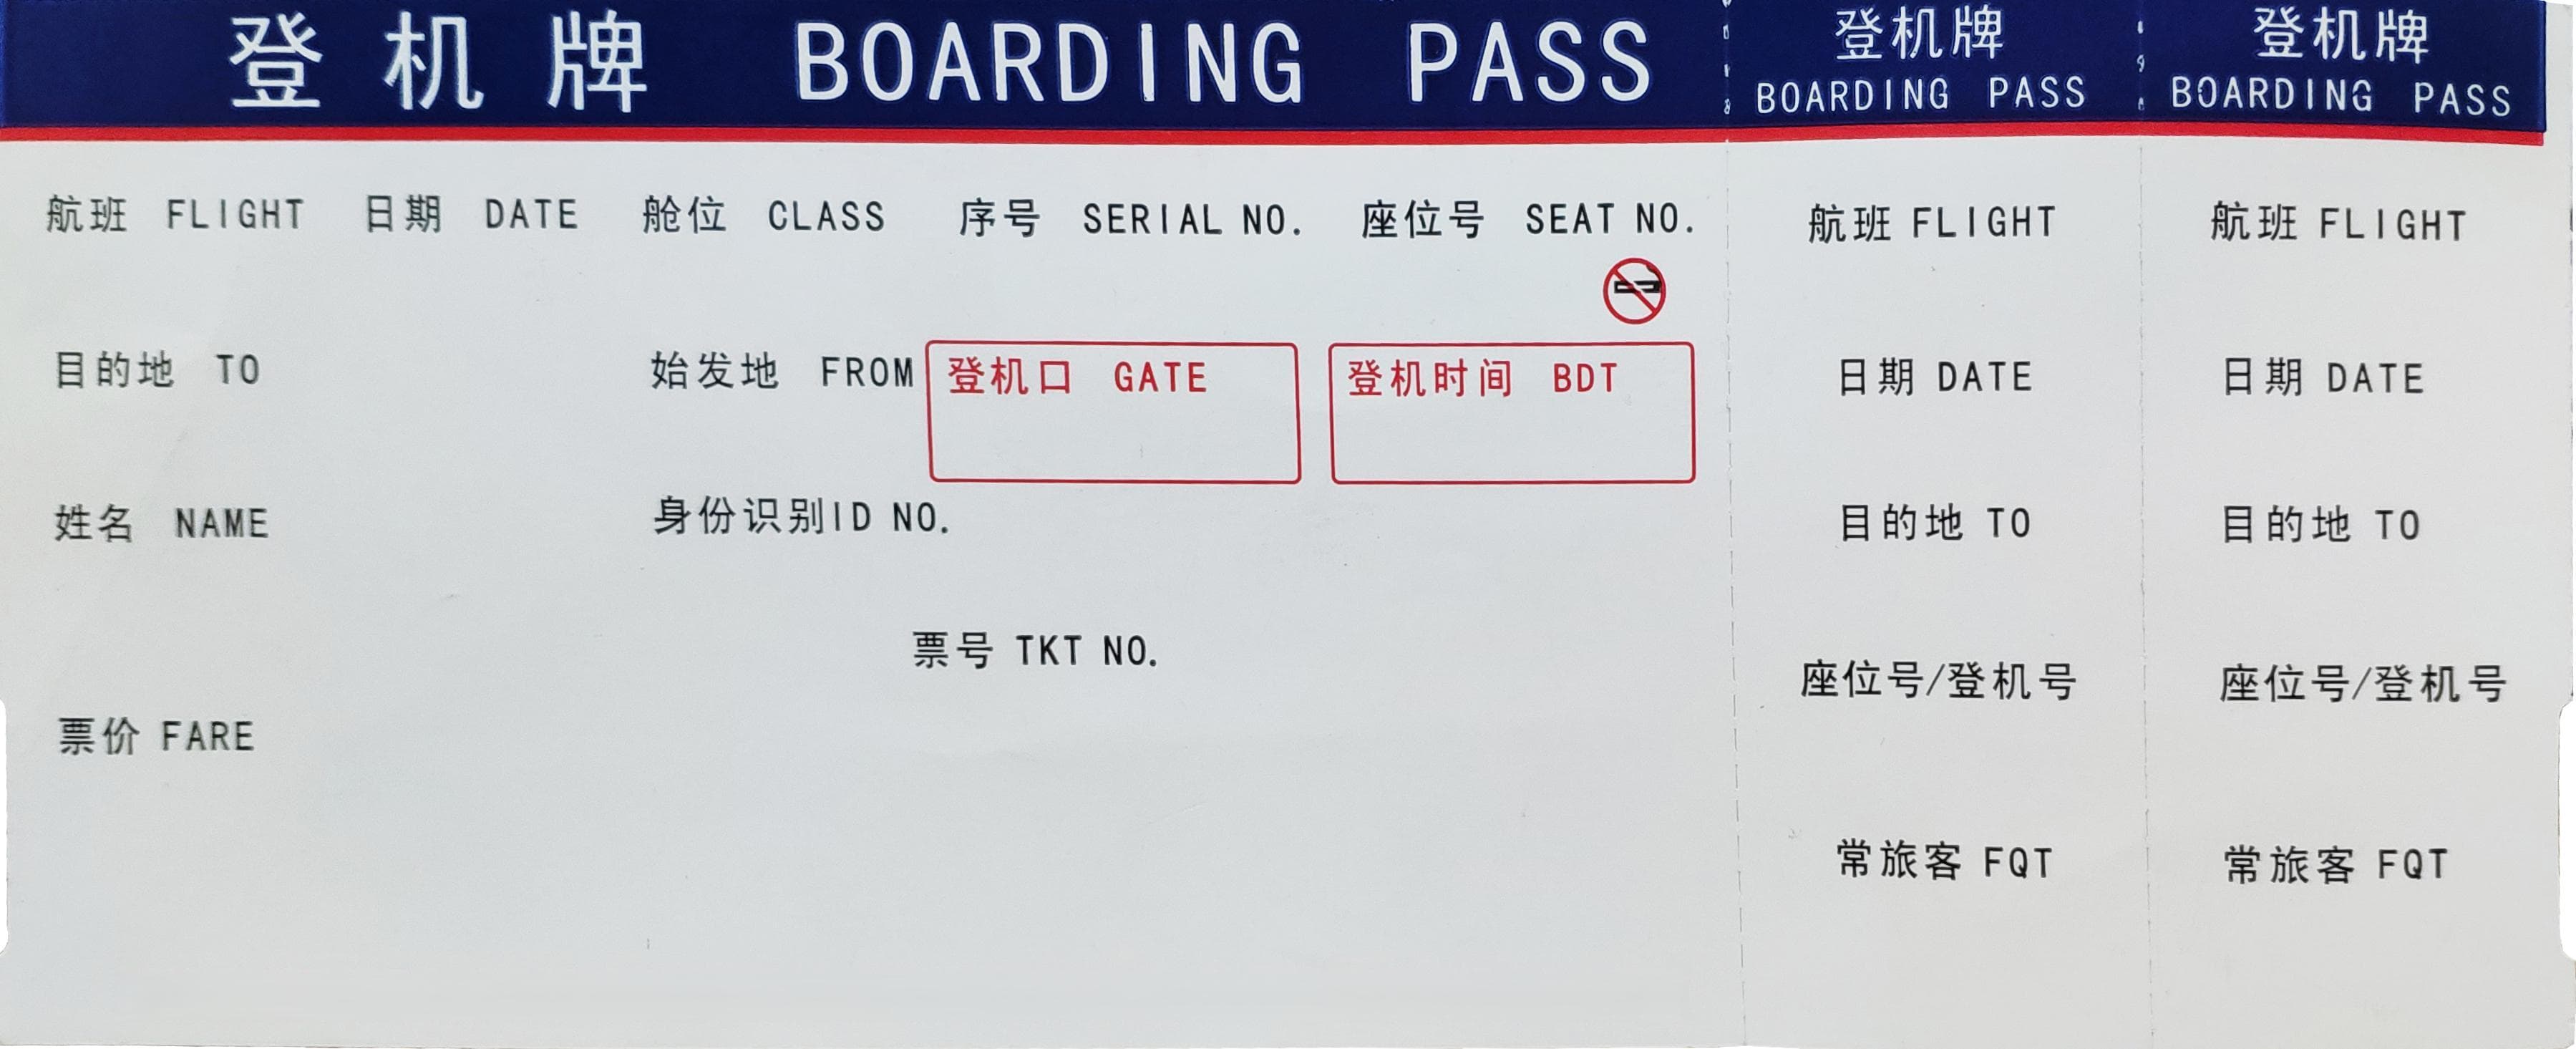 登机牌 BOARDING PASS
航班 FLIGHT 日期 DATE 舱位 CLASS 序号 SERIAL NO. 座位号 SEAT NO.
目的地 TO 始发地 FROM 登机口 GATE 登机时间 BDT
姓名 NAME 身份识别ID NO.
票号 TKT NO.
票价 FARE
登机牌
BOARDING PASS
航班 FLIGHT
日期 DATE
目的地 TO
座位号/登机号
常旅客 FQT
登机牌
BOARDING PASS
航班 FLIGHT
日期 DATE
目的地 TO
座位号/登机号
常旅客 FQT